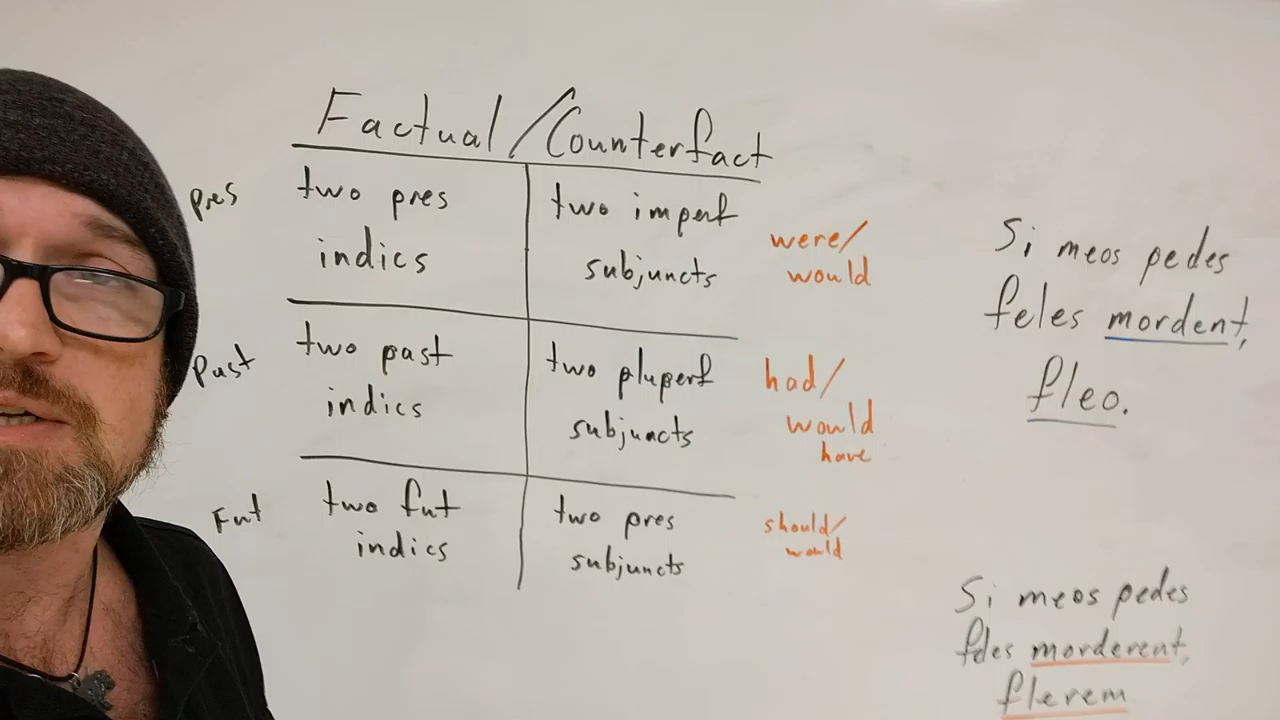 Factual/Counterfact
pres
two pres
indics
two imperf
subjuncts
were/
would
Past
two past
indics
two pluperf
subjuncts
had/
would
have
Fut
two fut
indics
two pres
subjuncts
should/
would
Si meos pedes
feles mordent,
fleo.
Si meos pedes
feles morderent,
flerem